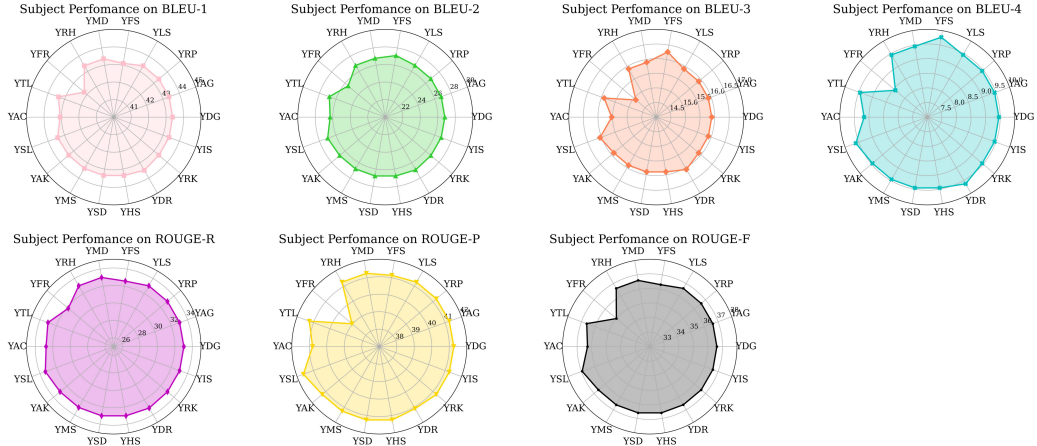 Subject Perfomance on BLEU-1
YMD YFS
YRH YLS
YFR YRP
YTL YAG
YAC YDG
YSL YIS
YAK YRK
YMS YDR
YSD YHS
41 42 43 44
Subject Perfomance on BLEU-2
YMD YFS
YRH YLS
YFR YRP
YTL YAG
YAC YDG
YSL YIS
YAK YRK
YMS YDR
YSD YHS
22 24 26 28
Subject Perfomance on BLEU-3
YMD YFS
YRH YLS
YFR YRP
YTL YAG
YAC YDG
YSL YIS
YAK YRK
YMS YDR
YSD YHS
14.5 15.0 16.0 16.5 17.0
Subject Perfomance on BLEU-4
YMD YFS
YRH YLS
YFR YRP
YTL YAG
YAC YDG
YSL YIS
YAK YRK
YMS YDR
YSD YHS
7.5 8.0 8.5 9.0 9.5 10.0
Subject Perfomance on ROUGE-R
YMD YFS
YRH YLS
YFR YRP
YTL YAG
YAC YDG
YSL YIS
YAK YRK
YMS YDR
YSD YHS
26 28 30 32 34
Subject Perfomance on ROUGE-P
YMD YFS
YRH YLS
YFR YRP
YTL YAG
YAC YDG
YSL YIS
YAK YRK
YMS YDR
YSD YHS
38 39 40 41 42
Subject Perfomance on ROUGE-F
YMD YFS
YRH YLS
YFR YRP
YTL YAG
YAC YDG
YSL YIS
YAK YRK
YMS YDR
YSD YHS
33 34 35 36 37 38